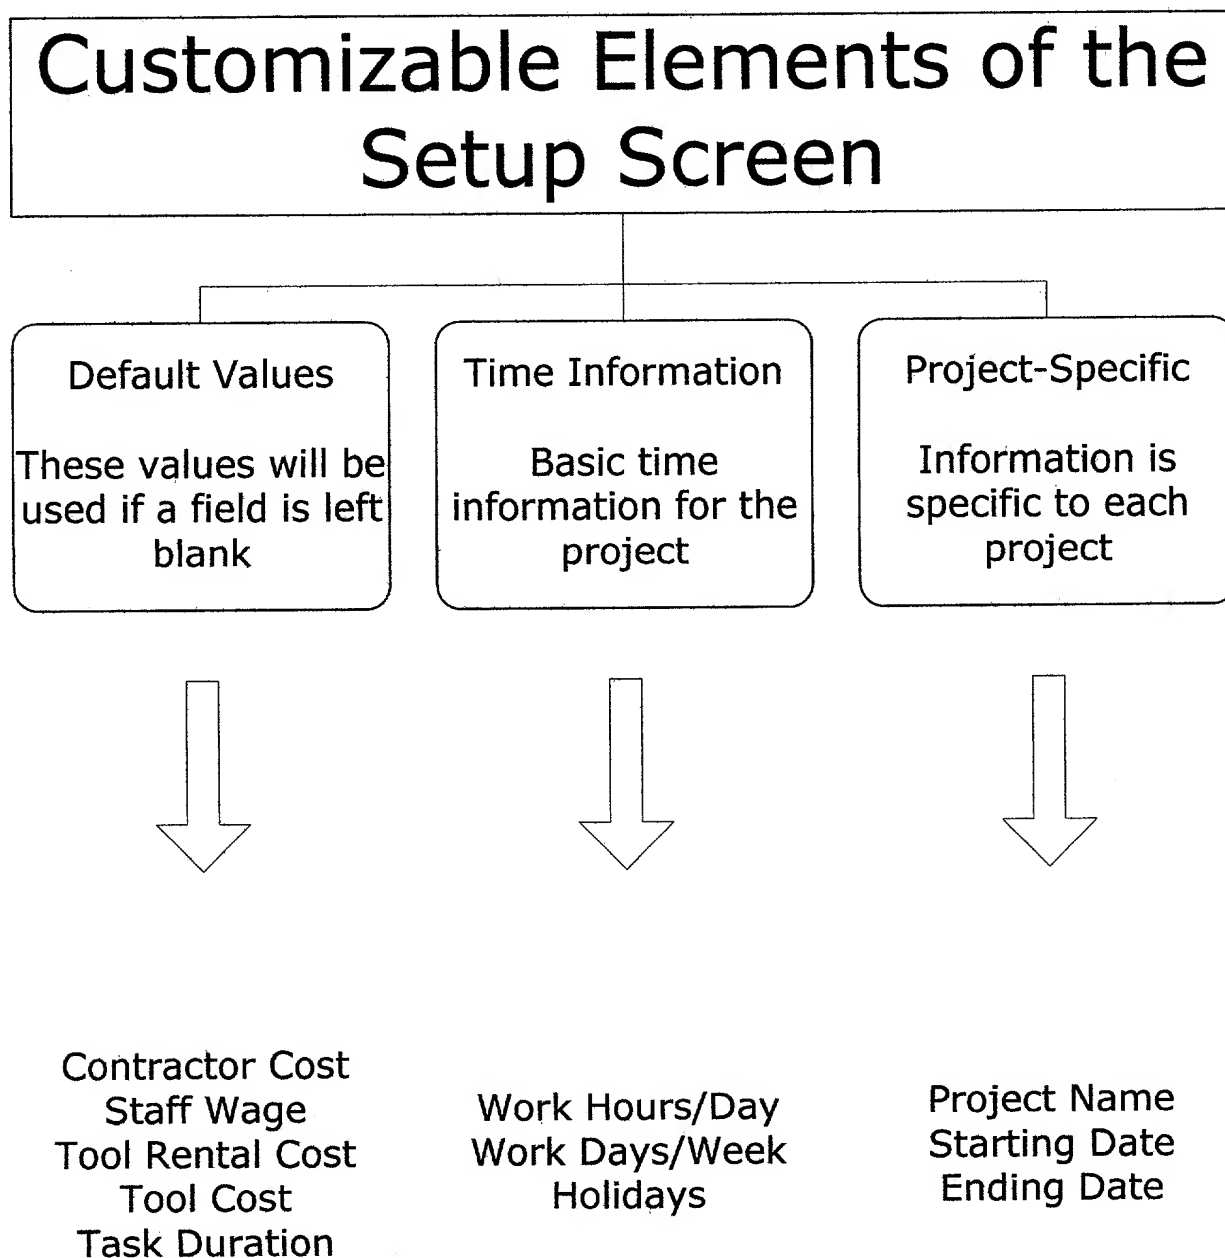 Customizable Elements of the
Setup Screen
Default Values
These values will be
used if a field is left
blank
Time Information
Basic time
information for the
project
Project-Specific
Information is
specific to each
project
Contractor Cost
Staff Wage
Tool Rental Cost
Tool Cost
Task Duration
Work Hours/Day
Work Days/Week
Holidays
Project Name
Starting Date
Ending Date